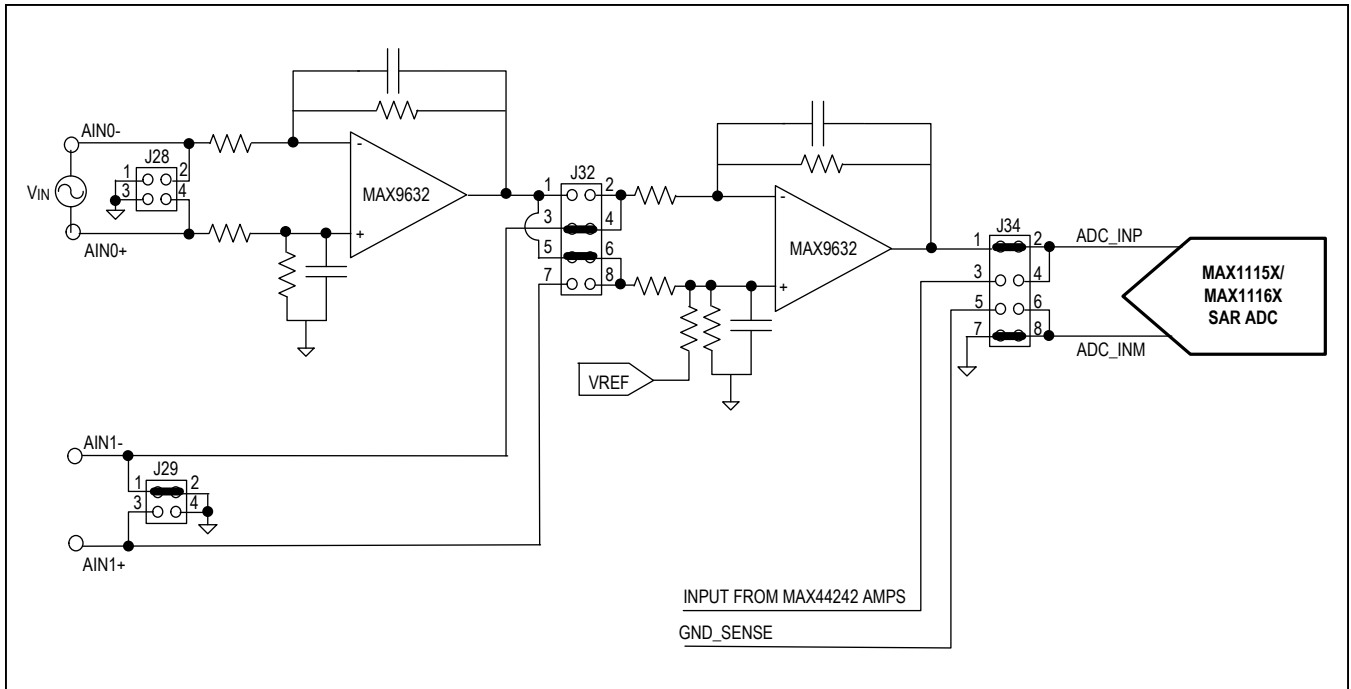 AIN0-
J28
1 2
3 4
VIN
AIN0+
-
+
MAX9632
J32
1 2
3 4
5 6
7 8
-
+
MAX9632
VREF
J34
1 2
3 4
5 6
7 8
ADC_INP
ADC_INM
MAX1115X/
MAX1116X
SAR ADC
AIN1-
J29
1 2
3 4
AIN1+
INPUT FROM MAX44242 AMPS
GND_SENSE